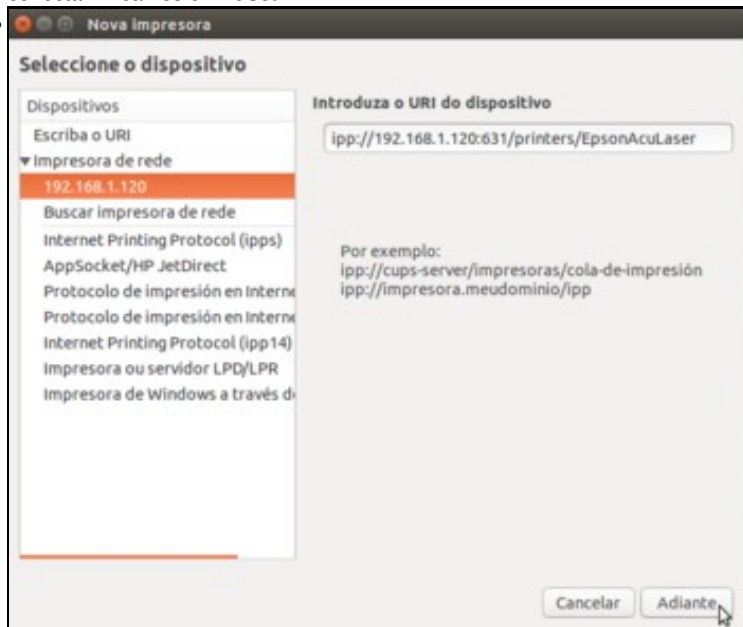 Nova impresora
Seleccione o dispositivo
Dispositivos
Escriba o URI
Impresora de rede
192.168.1.120
Buscar impresora de rede
Internet Printing Protocol (ipps)
AppSocket/HP JetDirect
Protocolo de impresión en Interne
Protocolo de impresión en Interne
Internet Printing Protocol (ipp14)
Impresora ou servidor LPD/LPR
Impresora de Windows a través d
Introduza o URI do dispositivo
ipp://192.168.1.120:631/printers/EpsonAcuLaser
Por exemplo:
ipp://cups-server/impresoras/cola-de-impresión
ipp://impresora.meudominio/ipp
Cancelar
Adiante